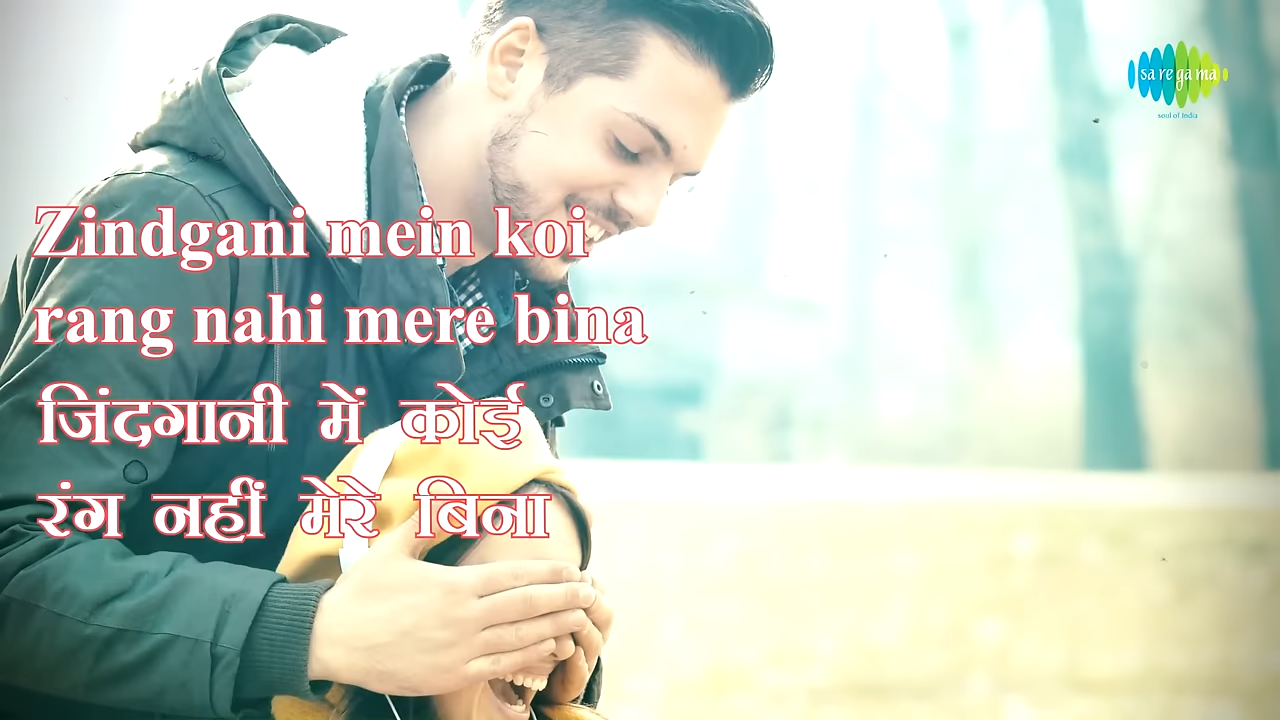 sa re ga ma
soul of India
Zindgani mein koi
rang nahi mere bina
जिंदगानी में कोई
रंग नहीं मेरे बिना